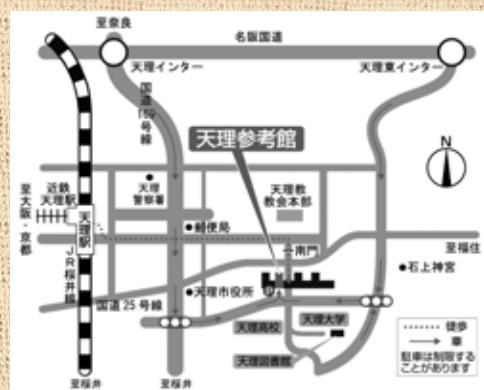 至奈良
名阪国道
天理インター
天理東インター
国道169号線
天理参考館
N
近鉄
天理駅
至大阪・京都
天理
警察署
天理教
教会本部
天理駅
JR桜井線
郵便局
南門
至福住
石上神宮
天理市役所
P
国道25号線
天理高校
天理大学
天理図書館
徒歩
車
駐車は制限する
ことがあります
至桜井
至桜井